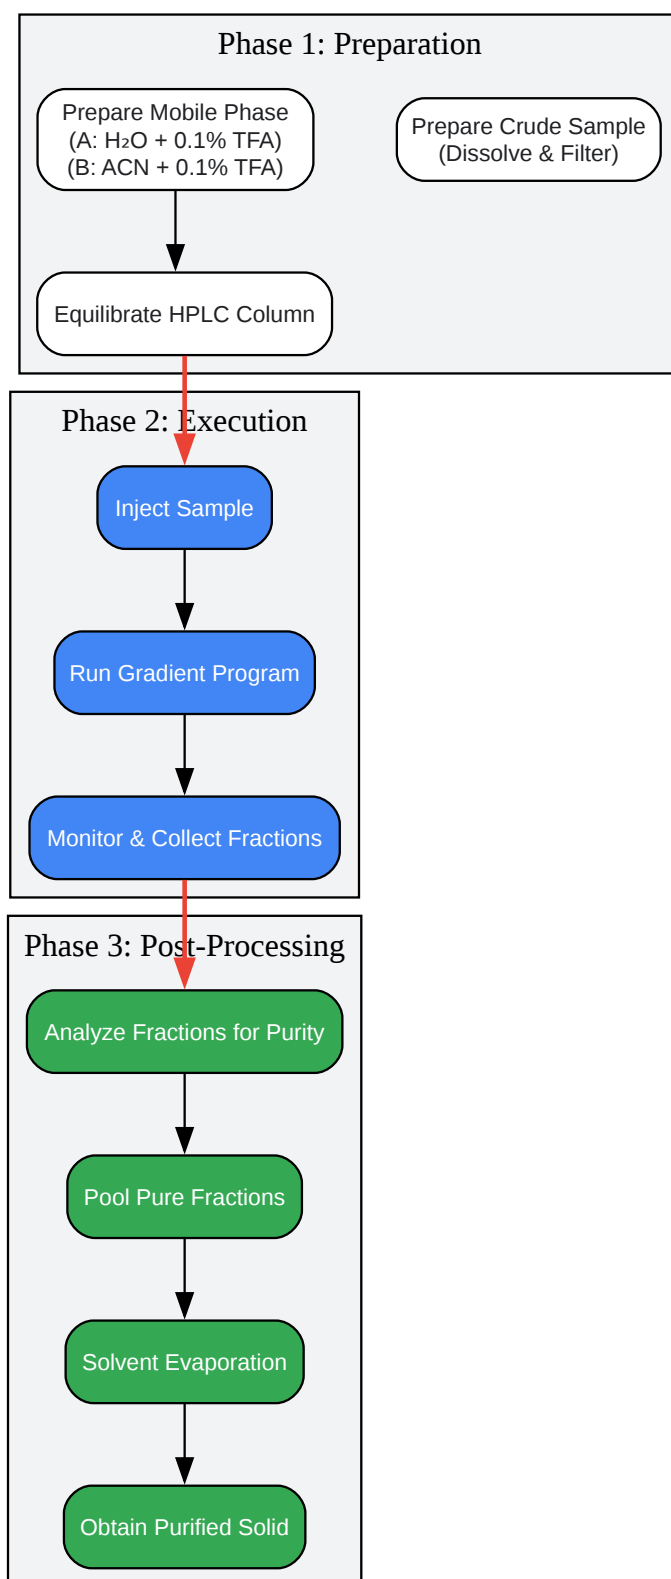 Phase 1: Preparation
Prepare Mobile Phase
(A: H₂O + 0.1% TFA)
(B: ACN + 0.1% TFA)
Prepare Crude Sample
(Dissolve & Filter)
Equilibrate HPLC Column
Phase 2: Execution
Inject Sample
Run Gradient Program
Monitor & Collect Fractions
Phase 3: Post-Processing
Analyze Fractions for Purity
Pool Pure Fractions
Solvent Evaporation
Obtain Purified Solid